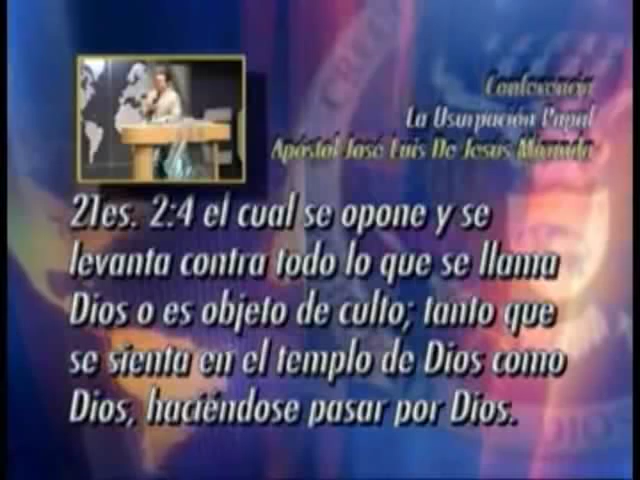 Conferencia
La Usurpación Papal
Apóstol José Luis De Jesús Miranda
2Tes. 2:4 el cual se opone y se
levanta contra todo lo que se llama
Dios o es objeto de culto; tanto que
se sienta en el templo de Dios como
Dios, haciéndose pasar por Dios.
DIOS